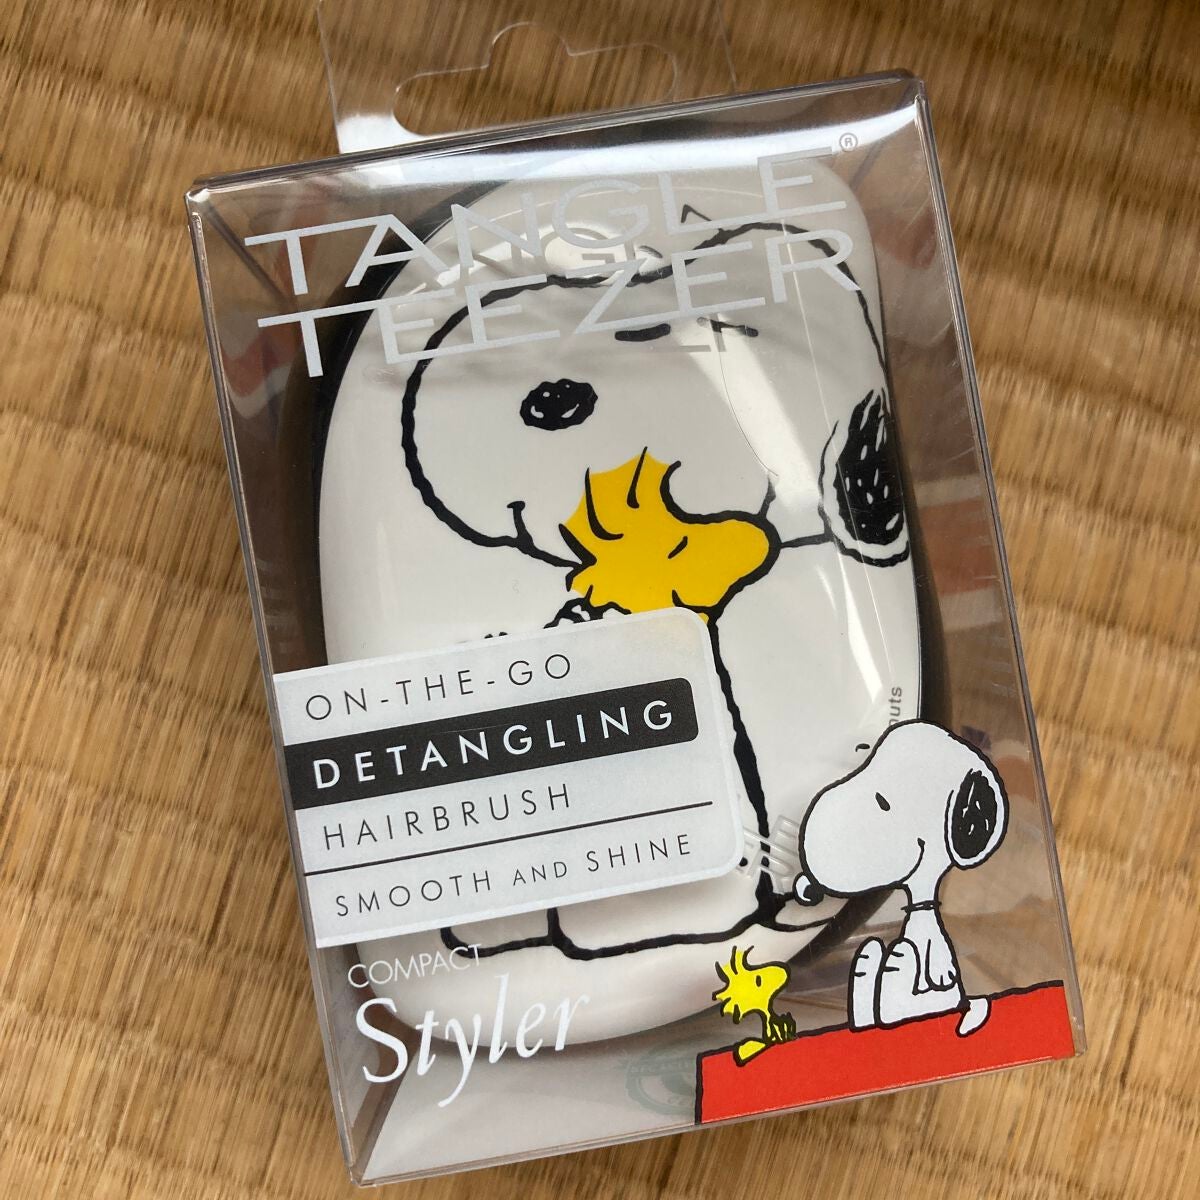 TANGLE®
TEEZER
ON-THE-GO
DETANGLING
HAIRBRUSH
SMOOTH AND SHINE
COMPACT
Styler